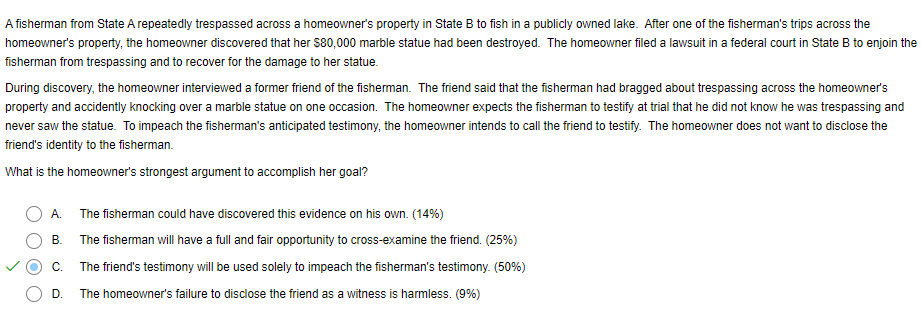 A fisherman from State A repeatedly trespassed across a homeowner's property in State B to fish in a publicly owned lake.  After one of the fisherman's trips across the
homeowner's property, the homeowner discovered that her $80,000 marble statue had been destroyed.  The homeowner filed a lawsuit in a federal court in State B to enjoin the
fisherman from trespassing and to recover for the damage to her statue.
During discovery, the homeowner interviewed a former friend of the fisherman.  The friend said that the fisherman had bragged about trespassing across the homeowner's
property and accidently knocking over a marble statue on one occasion.  The homeowner expects the fisherman to testify at trial that he did not know he was trespassing and
never saw the statue.  To impeach the fisherman's anticipated testimony, the homeowner intends to call the friend to testify.  The homeowner does not want to disclose the
friend's identity to the fisherman.
What is the homeowner's strongest argument to accomplish her goal?
A. The fisherman could have discovered this evidence on his own. (14%)
B. The fisherman will have a full and fair opportunity to cross-examine the friend. (25%)
C. The friend's testimony will be used solely to impeach the fisherman's testimony. (50%)
D. The homeowner's failure to disclose the friend as a witness is harmless. (9%)